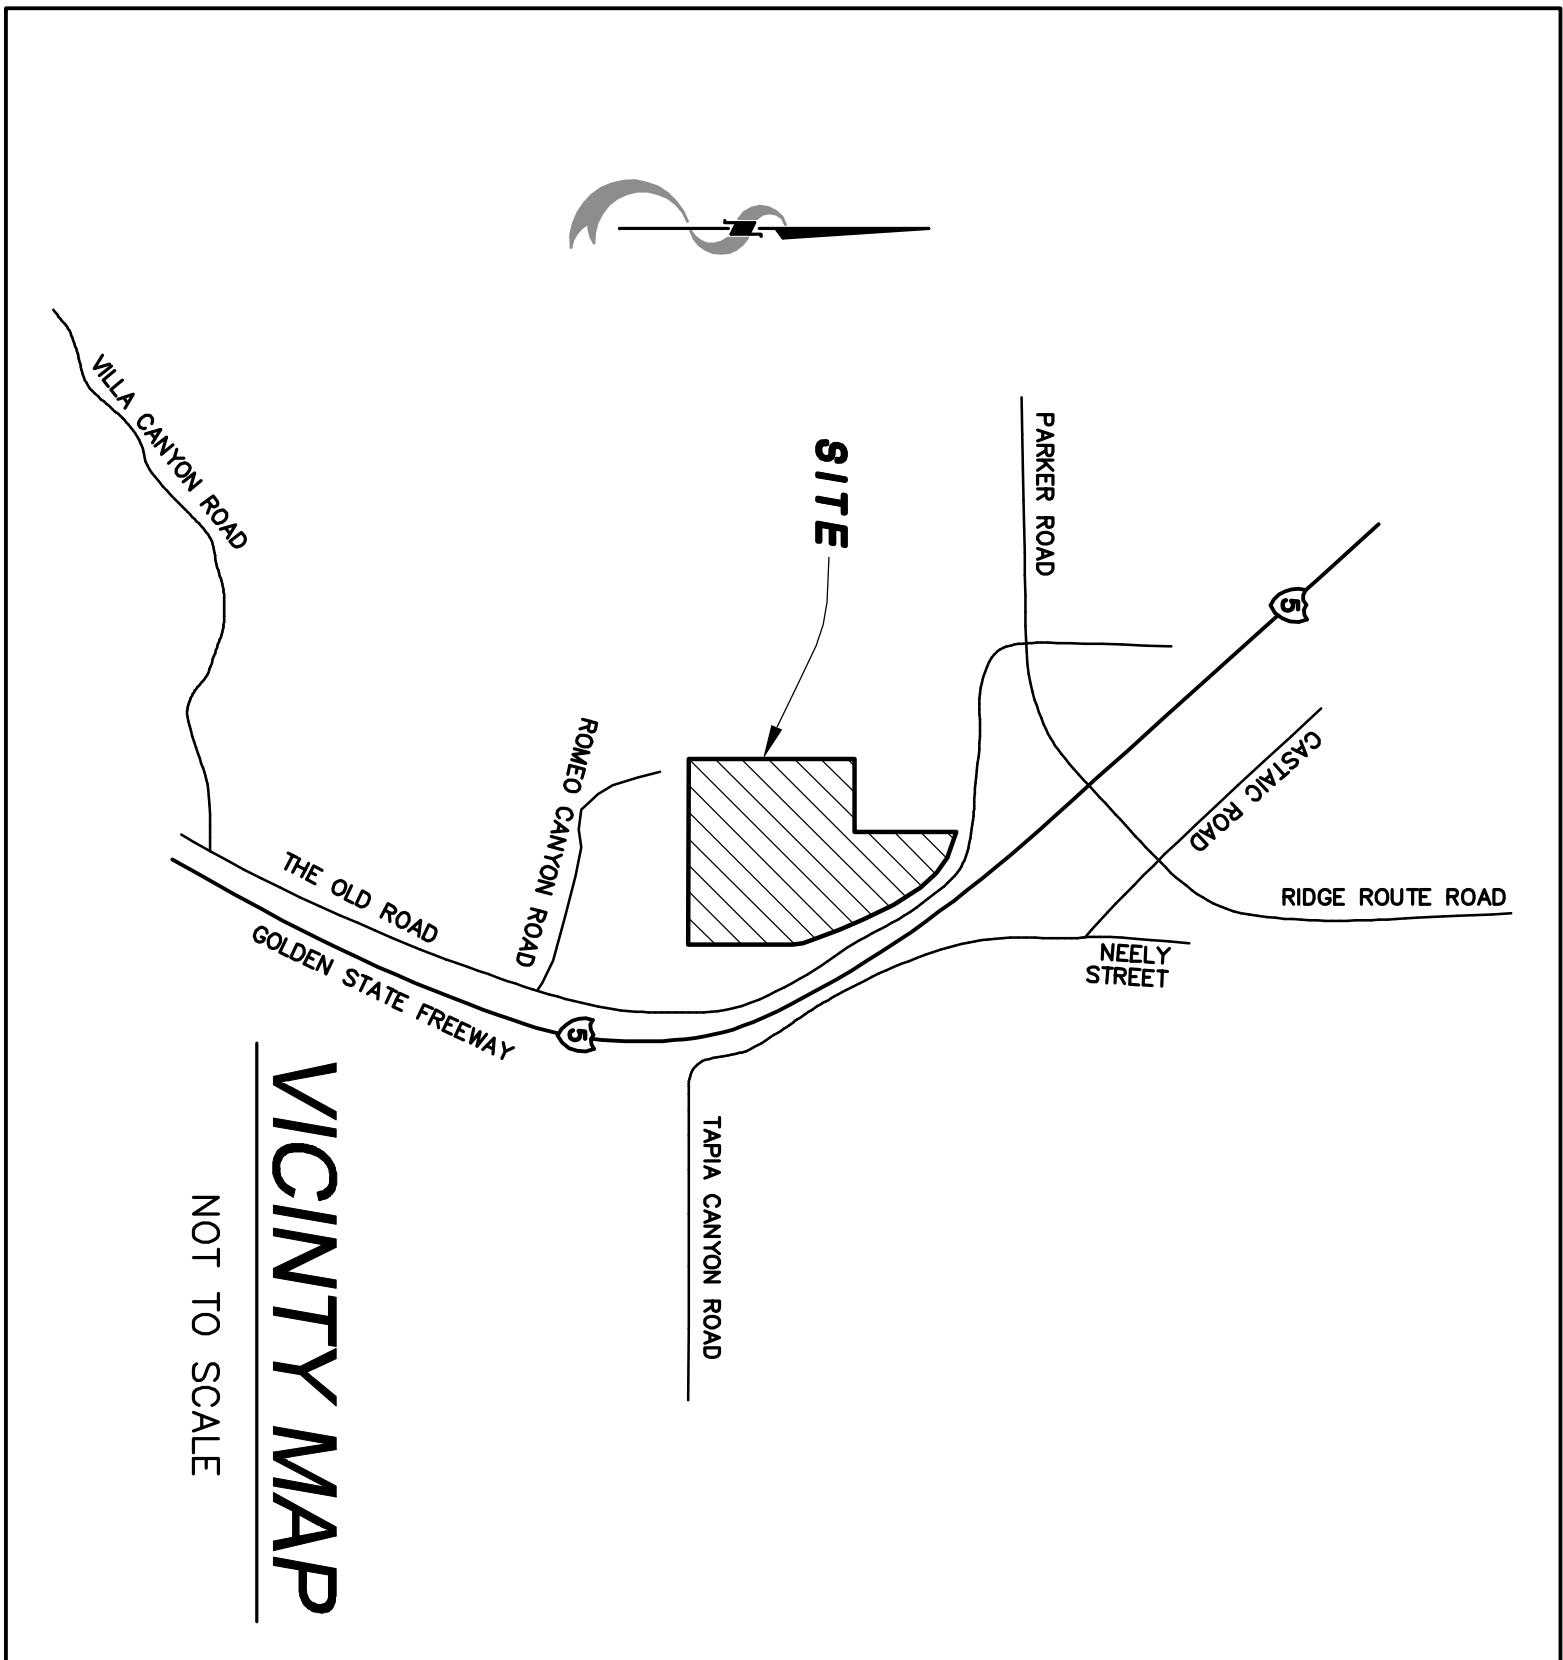 RIDGE ROUTE ROAD
CASTAIC ROAD
5
NEELY
STREET
PARKER ROAD
SITE
TAPIA CANYON ROAD
ROMEO CANYON ROAD
5
THE OLD ROAD
GOLDEN STATE FREEWAY
VILLA CANYON ROAD
VICINTY MAP
NOT TO SCALE